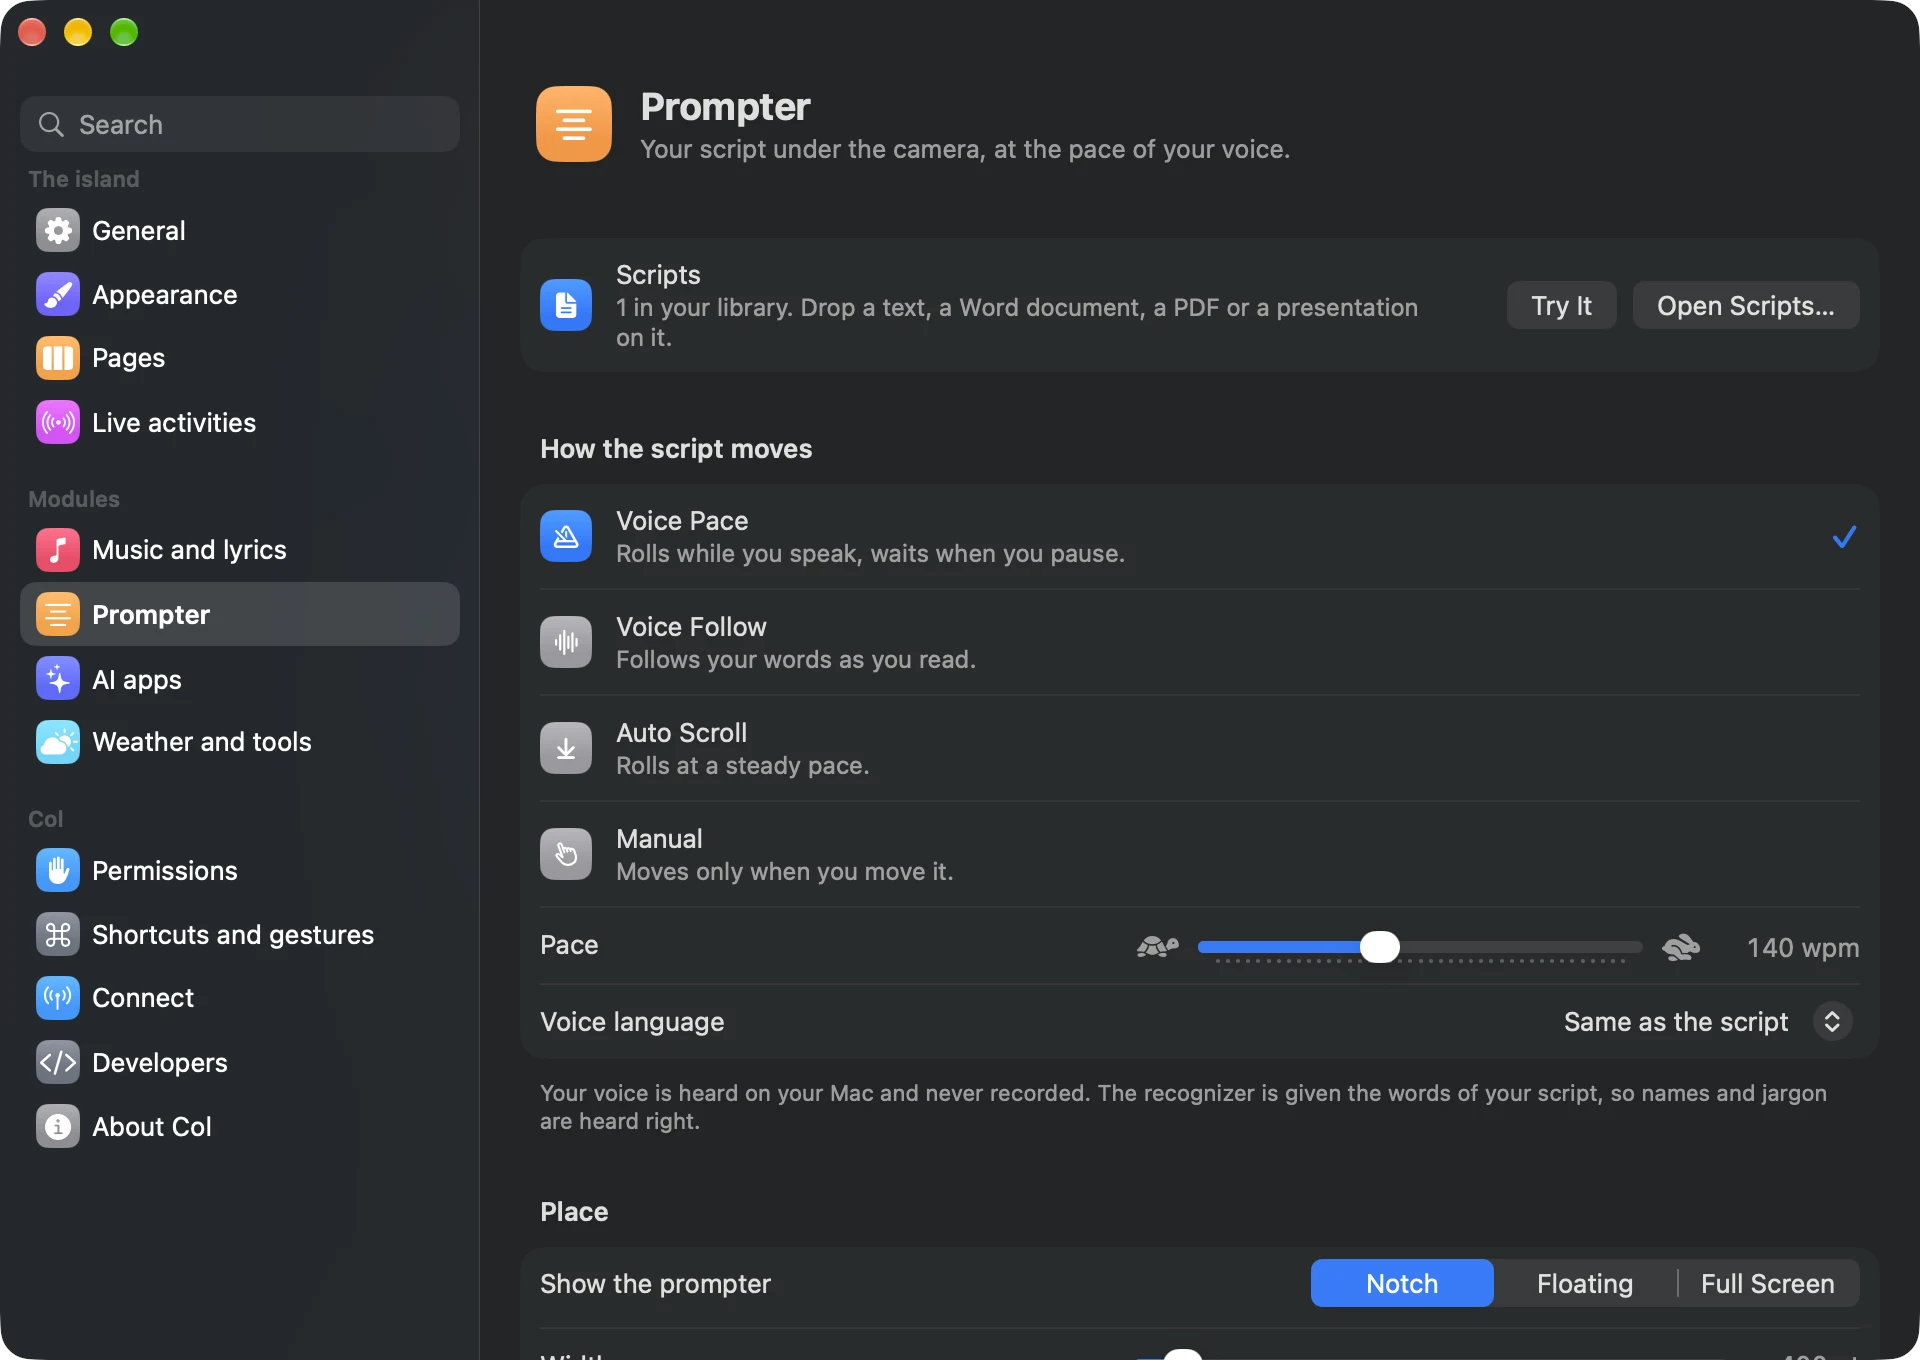 Search
The island
General
Appearance
Pages
Live activities
Modules
Music and lyrics
Prompter
AI apps
Weather and tools
Col
Permissions
Shortcuts and gestures
Connect
Developers
About Col
Prompter
Your script under the camera, at the pace of your voice.
Scripts
1 in your library. Drop a text, a Word document, a PDF or a presentation
on it.
Try It
Open Scripts...
How the script moves
Voice Pace
Rolls while you speak, waits when you pause.
Voice Follow
Follows your words as you read.
Auto Scroll
Rolls at a steady pace.
Manual
Moves only when you move it.
Pace
140 wpm
Voice language
Same as the script
Your voice is heard on your Mac and never recorded. The recognizer is given the words of your script, so names and jargon
are heard right.
Place
Show the prompter
Notch
Floating
Full Screen
Width